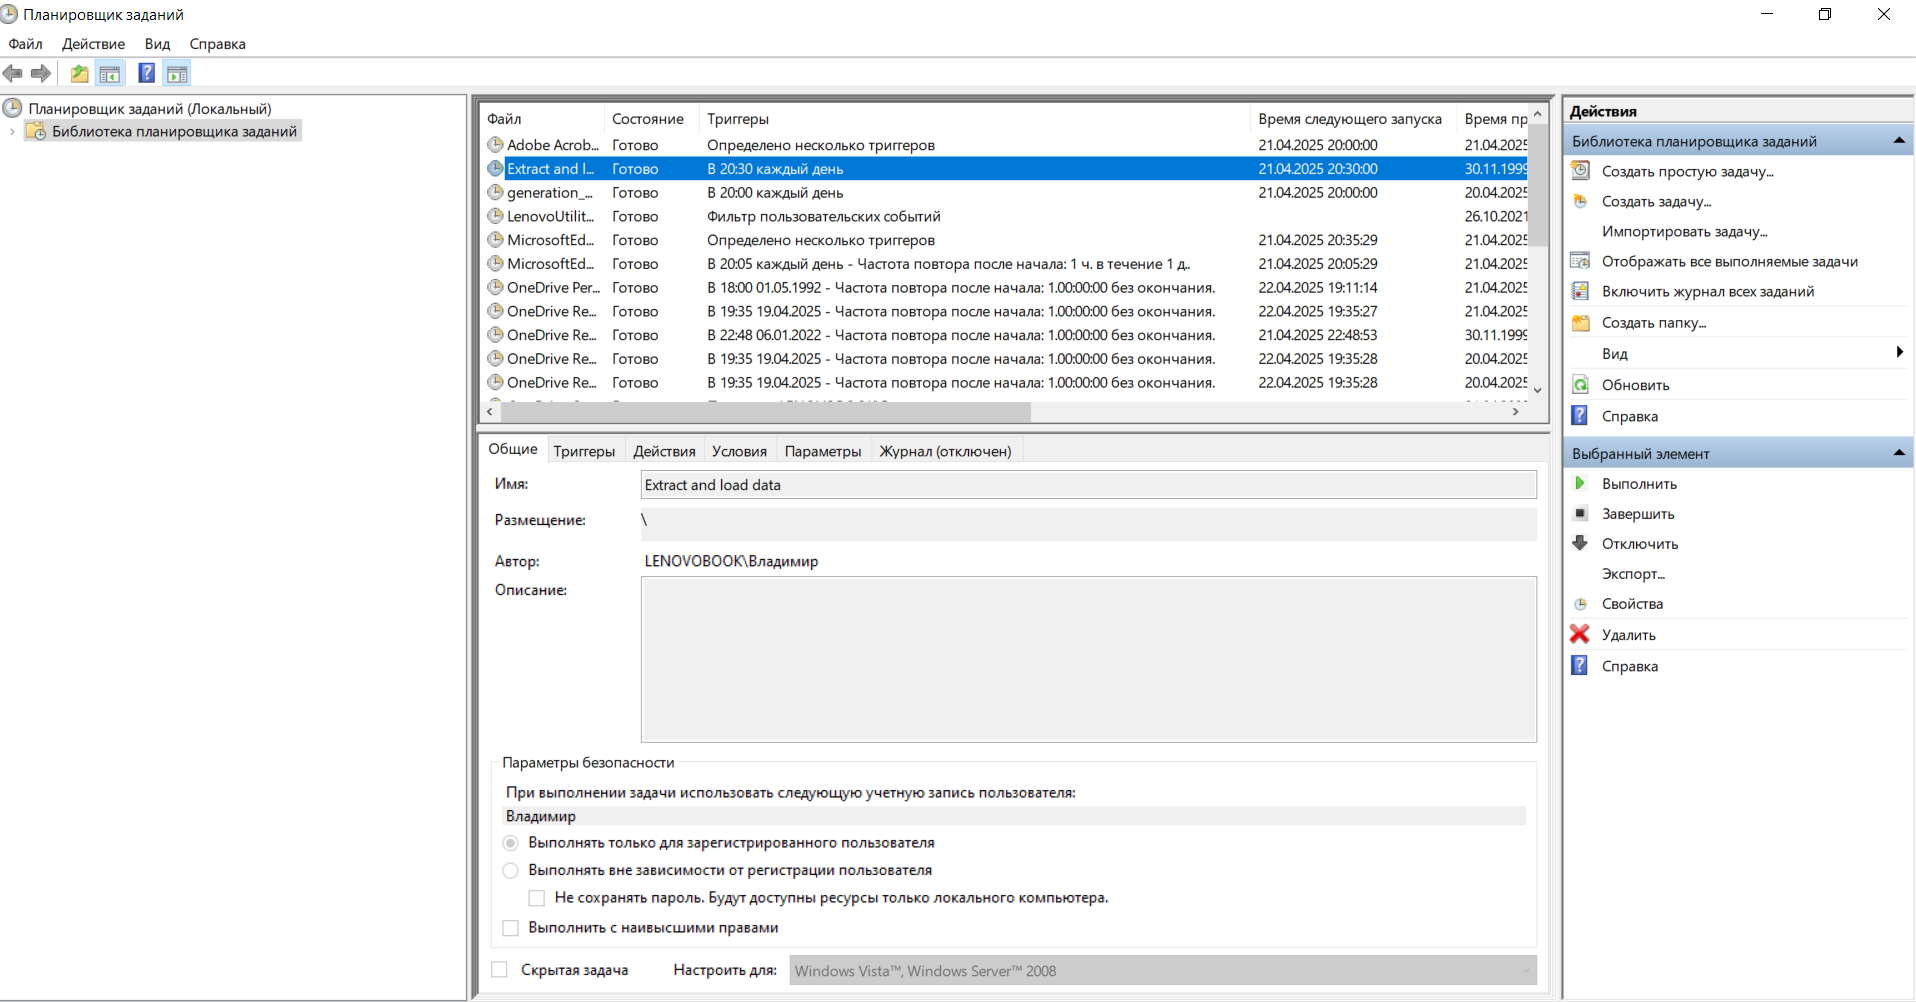 Планировщик заданий
Файл Действие Вид Справка
Планировщик заданий (Локальный)
Библиотека планировщика заданий
Файл Состояние Триггеры Время следующего запуска Время пр
Adobe Acrob... Готово Определено несколько триггеров 21.04.2025 20:00:00 21.04.2025
Extract and l... Готово В 20:30 каждый день 21.04.2025 20:30:00 30.11.1999
generation_... Готово В 20:00 каждый день 21.04.2025 20:00:00 20.04.2025
LenovoUtilit... Готово Фильтр пользовательских событий 26.10.2021
MicrosoftEd... Готово Определено несколько триггеров 21.04.2025 20:35:29 21.04.2025
MicrosoftEd... Готово В 20:05 каждый день - Частота повтора после начала: 1 ч. в течение 1 д.. 21.04.2025 20:05:29 21.04.2025
OneDrive Per... Готово В 18:00 01.05.1992 - Частота повтора после начала: 1.00:00:00 без окончания. 22.04.2025 19:11:14 21.04.2025
OneDrive Re... Готово В 19:35 19.04.2025 - Частота повтора после начала: 1.00:00:00 без окончания. 22.04.2025 19:35:27 21.04.2025
OneDrive Re... Готово В 22:48 06.01.2022 - Частота повтора после начала: 1.00:00:00 без окончания. 21.04.2025 22:48:53 30.11.1999
OneDrive Re... Готово В 19:35 19.04.2025 - Частота повтора после начала: 1.00:00:00 без окончания. 22.04.2025 19:35:28 20.04.2025
OneDrive Re... Готово В 19:35 19.04.2025 - Частота повтора после начала: 1.00:00:00 без окончания. 22.04.2025 19:35:28 20.04.2025
Общие Триггеры Действия Условия Параметры Журнал (отключен)
Имя: Extract and load data
Размещение: \
Автор: LENOVOBOOK\Владимир
Описание:
Параметры безопасности
При выполнении задачи использовать следующую учетную запись пользователя:
Владимир
Выполнять только для зарегистрированного пользователя
Выполнять вне зависимости от регистрации пользователя
Не сохранять пароль. Будут доступны ресурсы только локального компьютера.
Выполнить с наивысшими правами
Скрытая задача Настроить для: Windows Vista™, Windows Server™ 2008
Действия
Библиотека планировщика заданий
Создать простую задачу...
Создать задачу...
Импортировать задачу...
Отображать все выполняемые задачи
Включить журнал всех заданий
Создать папку...
Вид
Обновить
Справка
Выбранный элемент
Выполнить
Завершить
Отключить
Экспорт...
Свойства
Удалить
Справка